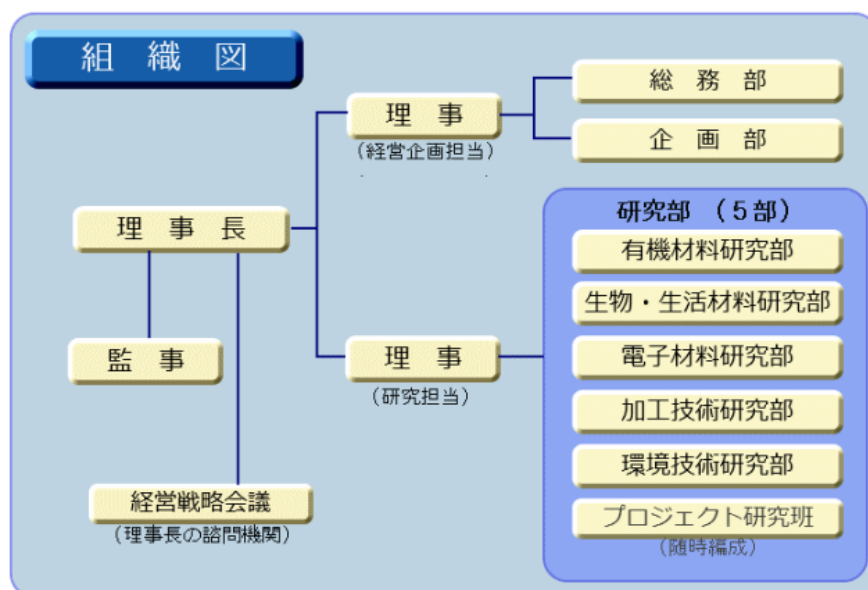 組織図
理事
(経営企画担当)
総務部
企画部
理事長
監事
経営戦略会議
(理事長の諮問機関)
理事
(研究担当)
研究部 (5部)
有機材料研究部
生物・生活材料研究部
電子材料研究部
加工技術研究部
環境技術研究部
プロジェクト研究班
(随時編成)